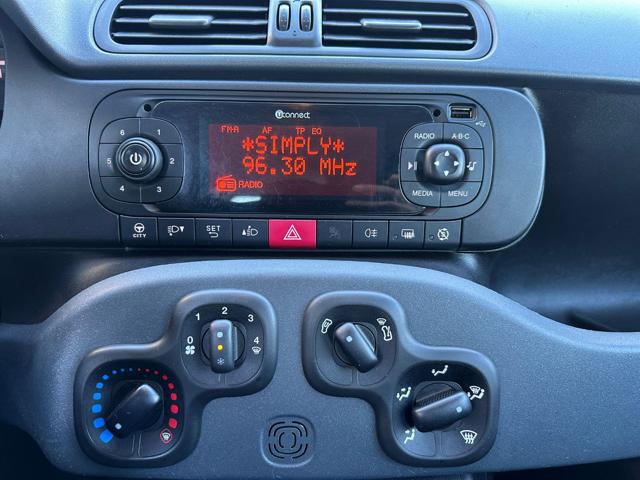 uconnect
FM-A AF TP EQ
*SIMPLY*
96.30 MHz
RADIO
6 1
5 2
4 3
RADIO A·B·C
MEDIA MENU
CITY
SET
0 1 2 3 4